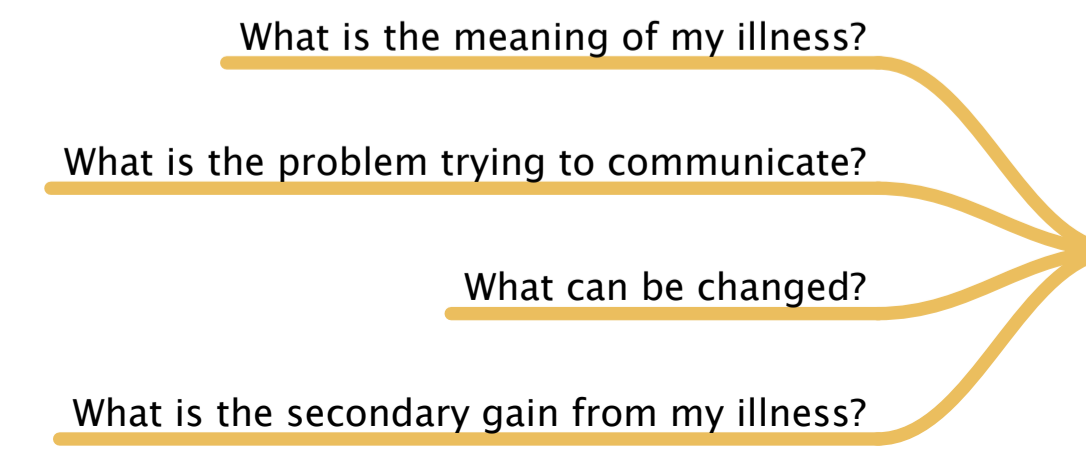 What is the meaning of my illness?
What is the problem trying to communicate?
What can be changed?
What is the secondary gain from my illness?